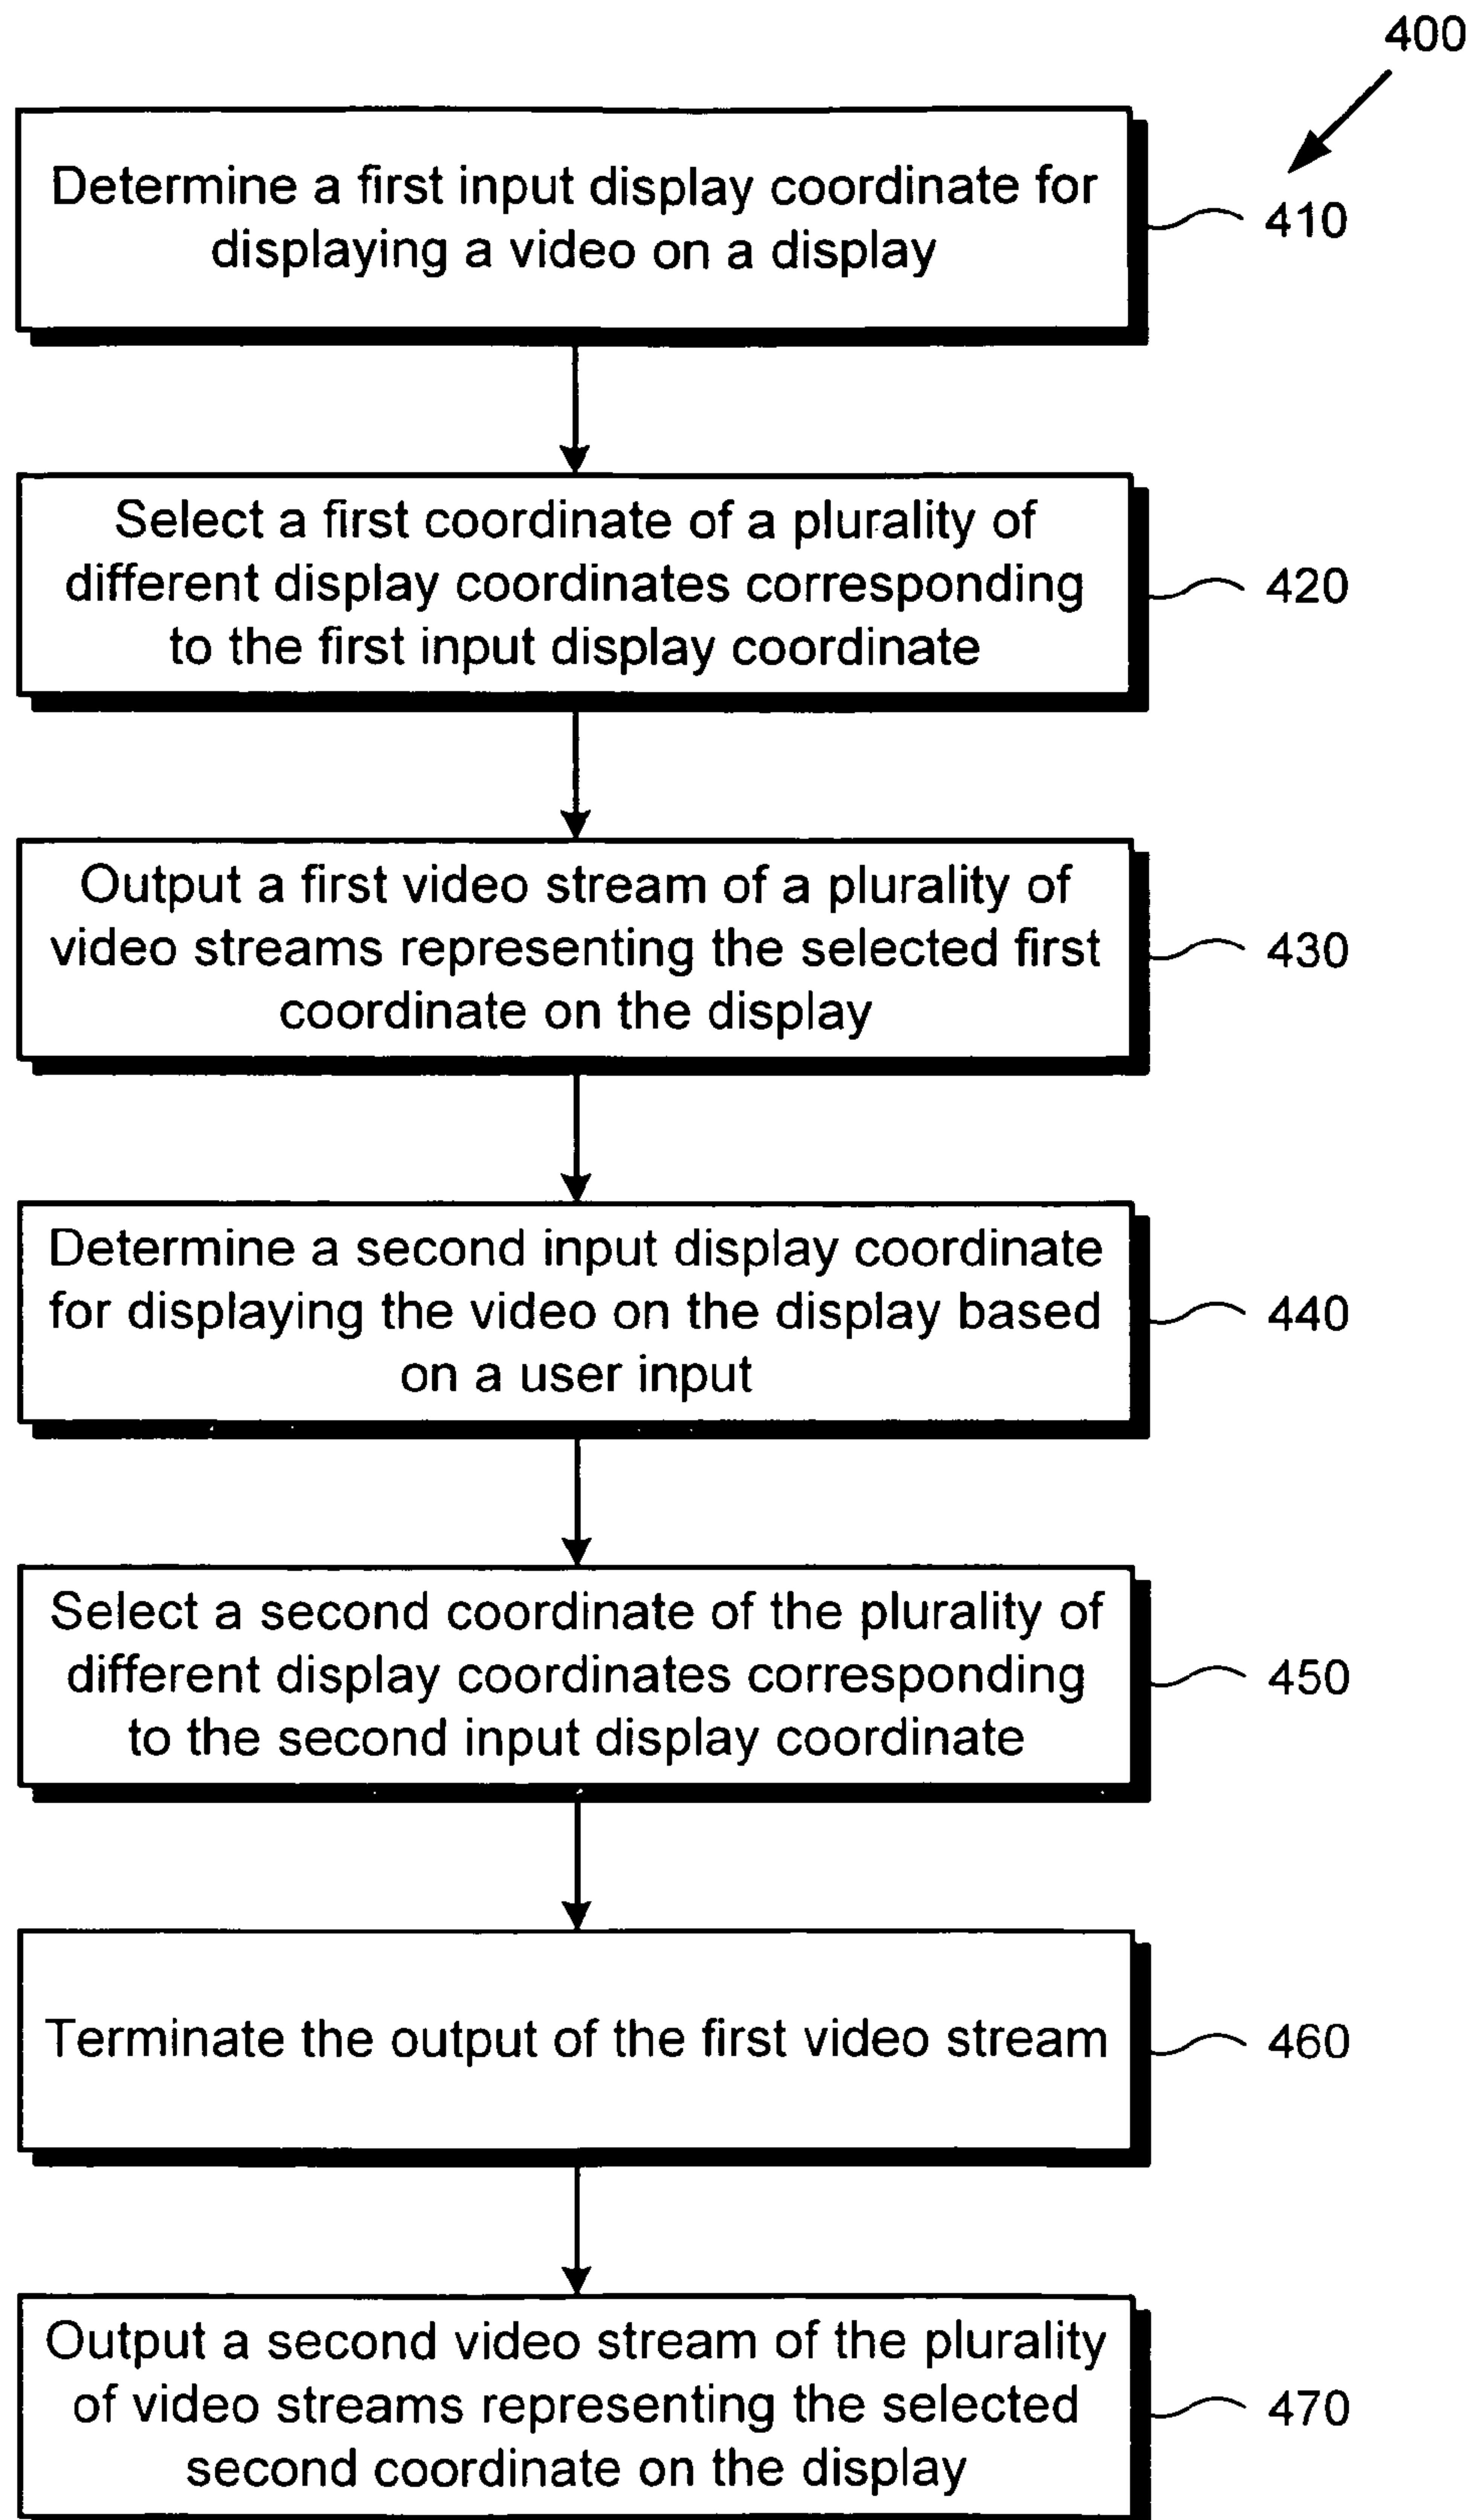 400
Determine a first input display coordinate for
displaying a video on a display
410
Select a first coordinate of a plurality of
different display coordinates corresponding
to the first input display coordinate
420
Output a first video stream of a plurality of
video streams representing the selected first
coordinate on the display
430
Determine a second input display coordinate
for displaying the video on the display based
on a user input
440
Select a second coordinate of the plurality of
different display coordinates corresponding
to the second input display coordinate
450
Terminate the output of the first video stream
460
Output a second video stream of the plurality
of video streams representing the selected
second coordinate on the display
470